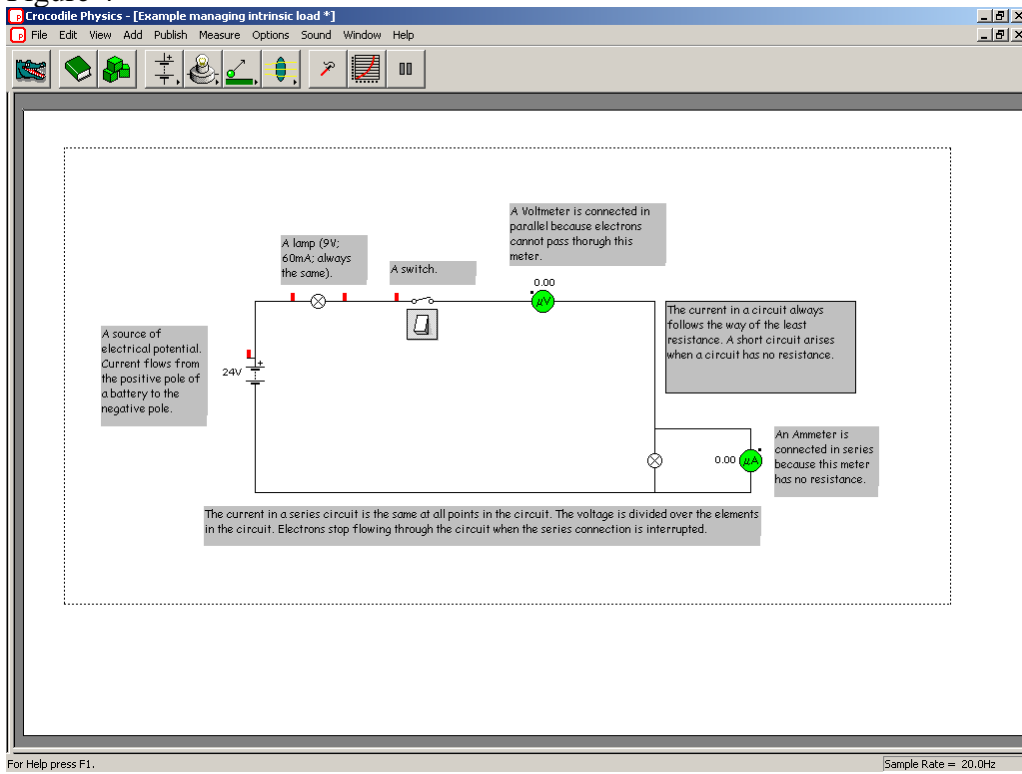 Crocodile Physics - [Example managing intrinsic load *]
File Edit View Add Publish Measure Options Sound Window Help
A Voltmeter is connected in
parallel because electrons
cannot pass thorugh this
meter.
A lamp (9V;
60mA; always
the same).
A switch.
0.00
μV
The current in a circuit always
follows the way of the least
resistance. A short circuit arises
when a circuit has no resistance.
A source of
electrical potential.
Current flows from
the positive pole of
a battery to the
negative pole.
24V
An Ammeter is
connected in series
because this meter
has no resistance.
0.00 μA
The current in a series circuit is the same at all points in the circuit. The voltage is divided over the elements
in the circuit. Electrons stop flowing through the circuit when the series connection is interrupted.
For Help press F1.
Sample Rate = 20.0Hz